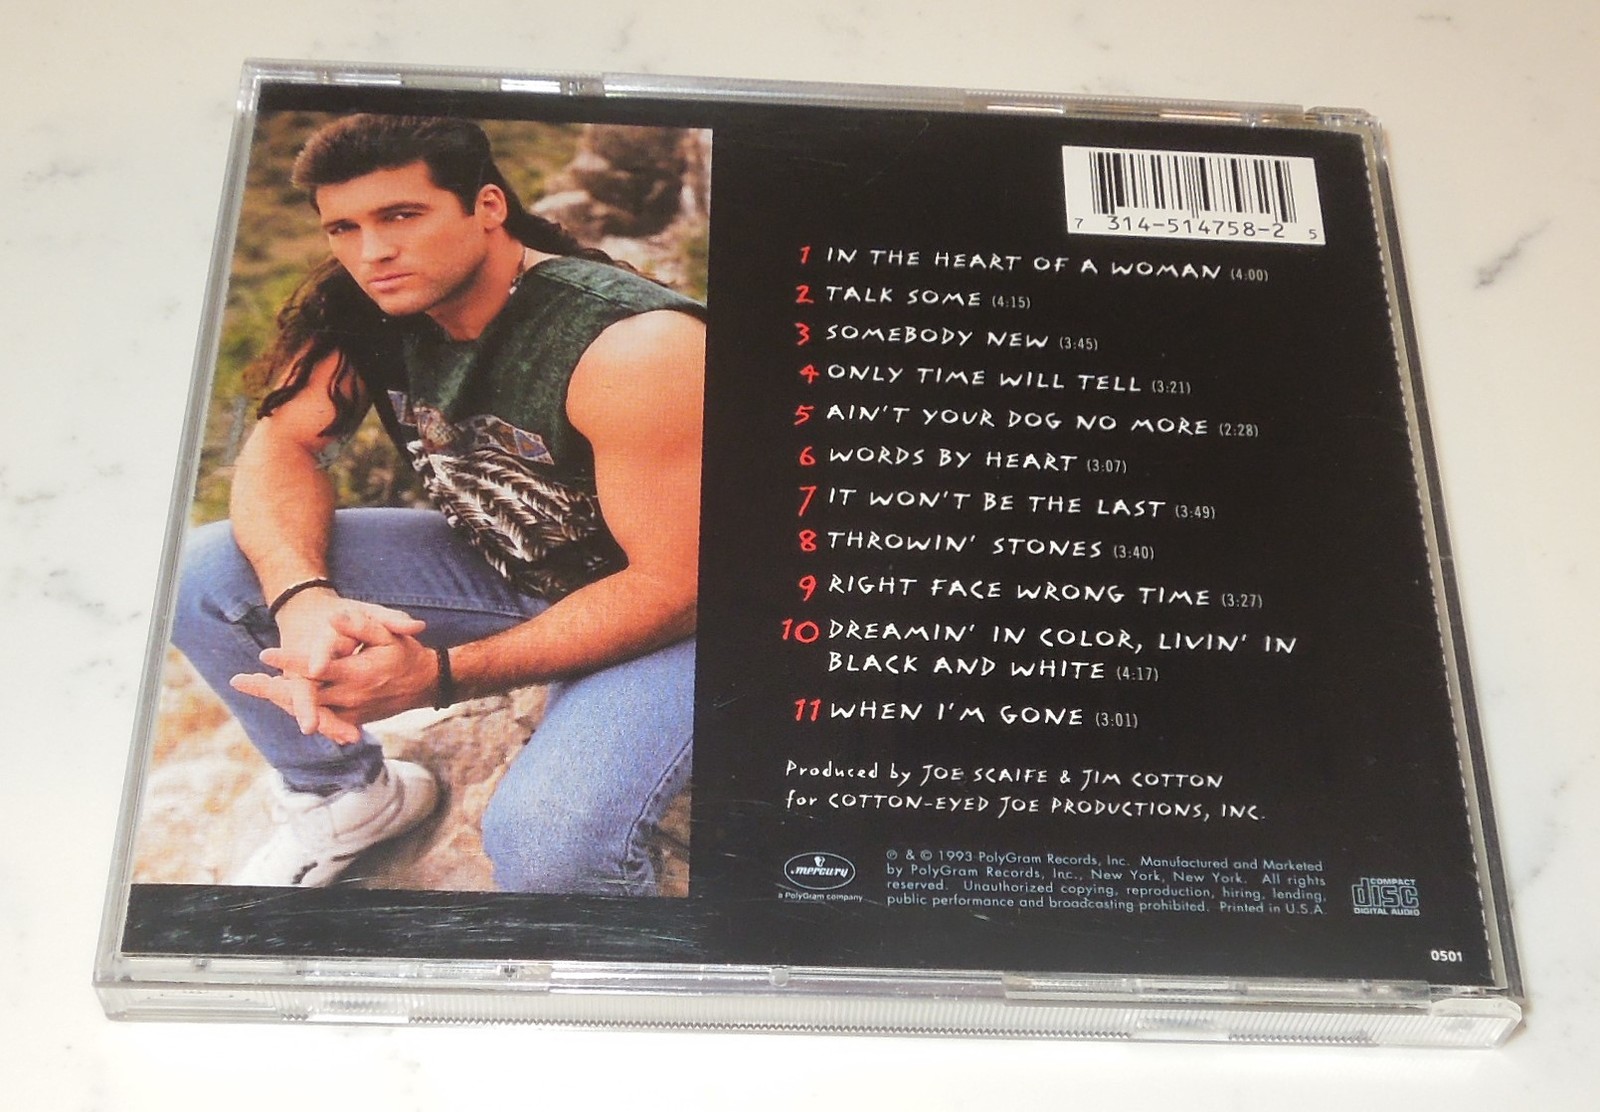 7 314-514758-2 5
1 IN THE HEART OF A WOMAN (4:00)
2 TALK SOME (4:15)
3 SOMEBODY NEW (3:45)
4 ONLY TIME WILL TELL (3:21)
5 AIN'T YOUR DOG NO MORE (2:28)
6 WORDS BY HEART (3:07)
7 IT WON'T BE THE LAST (3:49)
8 THROWIN' STONES (3:40)
9 RIGHT FACE WRONG TIME (3:27)
10 DREAMIN' IN COLOR, LIVIN' IN
BLACK AND WHITE (4:17)
11 WHEN I'M GONE (3:01)
Produced by JOE SCAIFE & JIM COTTON
for COTTON-EYED JOE PRODUCTIONS, INC.
mercury
a PolyGram company
℗ & © 1993 PolyGram Records, Inc. Manufactured and Marketed
by PolyGram Records, Inc., New York, New York. All rights
reserved. Unauthorized copying, reproduction, hiring, lending,
public performance and broadcasting prohibited. Printed in U.S.A.
COMPACT
disc
DIGITAL AUDIO
0501